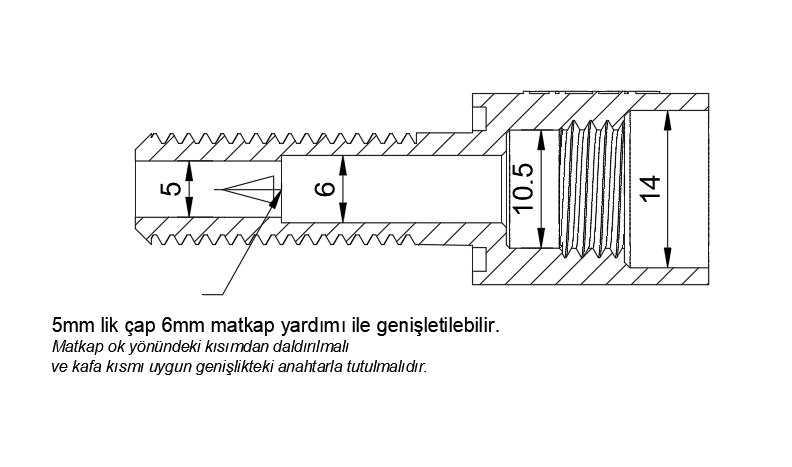 5
6
10.5
14
5mm lik çap 6mm matkap yardımı ile genişletilebilir.
Matkap ok yönündeki kısımdan daldırılmalı
ve kafa kısmı uygun genişlikteki anahtarla tutulmalıdır.